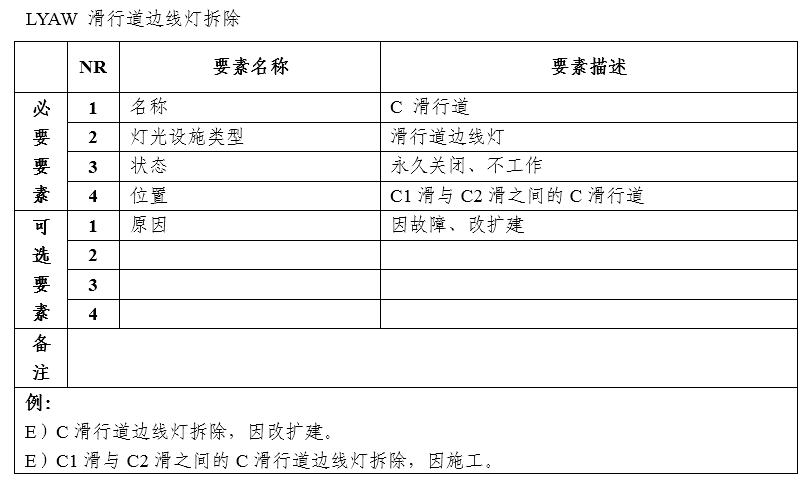 LYAW 滑行道边线灯拆除
NR 要素名称 要素描述
必要要素
1 名称 C 滑行道
2 灯光设施类型 滑行道边线灯
3 状态 永久关闭、不工作
4 位置 C1 滑与 C2 滑之间的 C 滑行道
可选要素
1 原因 因故障、改扩建
2
3
4
备注
例：
E）C 滑行道边线灯拆除，因改扩建。
E）C1 滑与 C2 滑之间的 C 滑行道边线灯拆除，因施工。